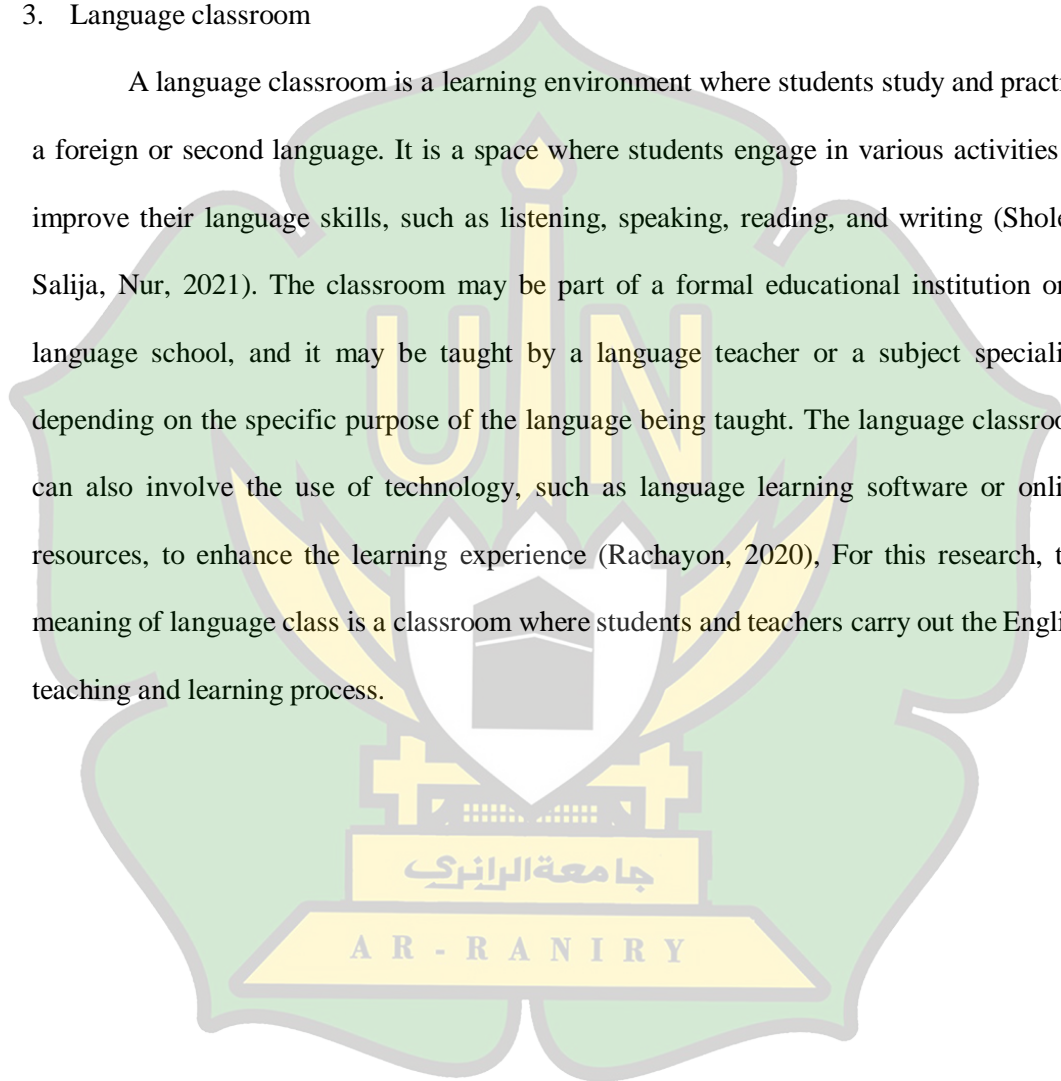 3. Language classroom
A language classroom is a learning environment where students study and practi
a foreign or second language. It is a space where students engage in various activities
improve their language skills, such as listening, speaking, reading, and writing (Shole
Salija, Nur, 2021). The classroom may be part of a formal educational institution or
language school, and it may be taught by a language teacher or a subject speciali
depending on the specific purpose of the language being taught. The language classroo
can also involve the use of technology, such as language learning software or onli
resources, to enhance the learning experience (Rachayon, 2020), For this research, t
meaning of language class is a classroom where students and teachers carry out the Engli
teaching and learning process.
UIN
جامعة الرانري
AR-RANIRY